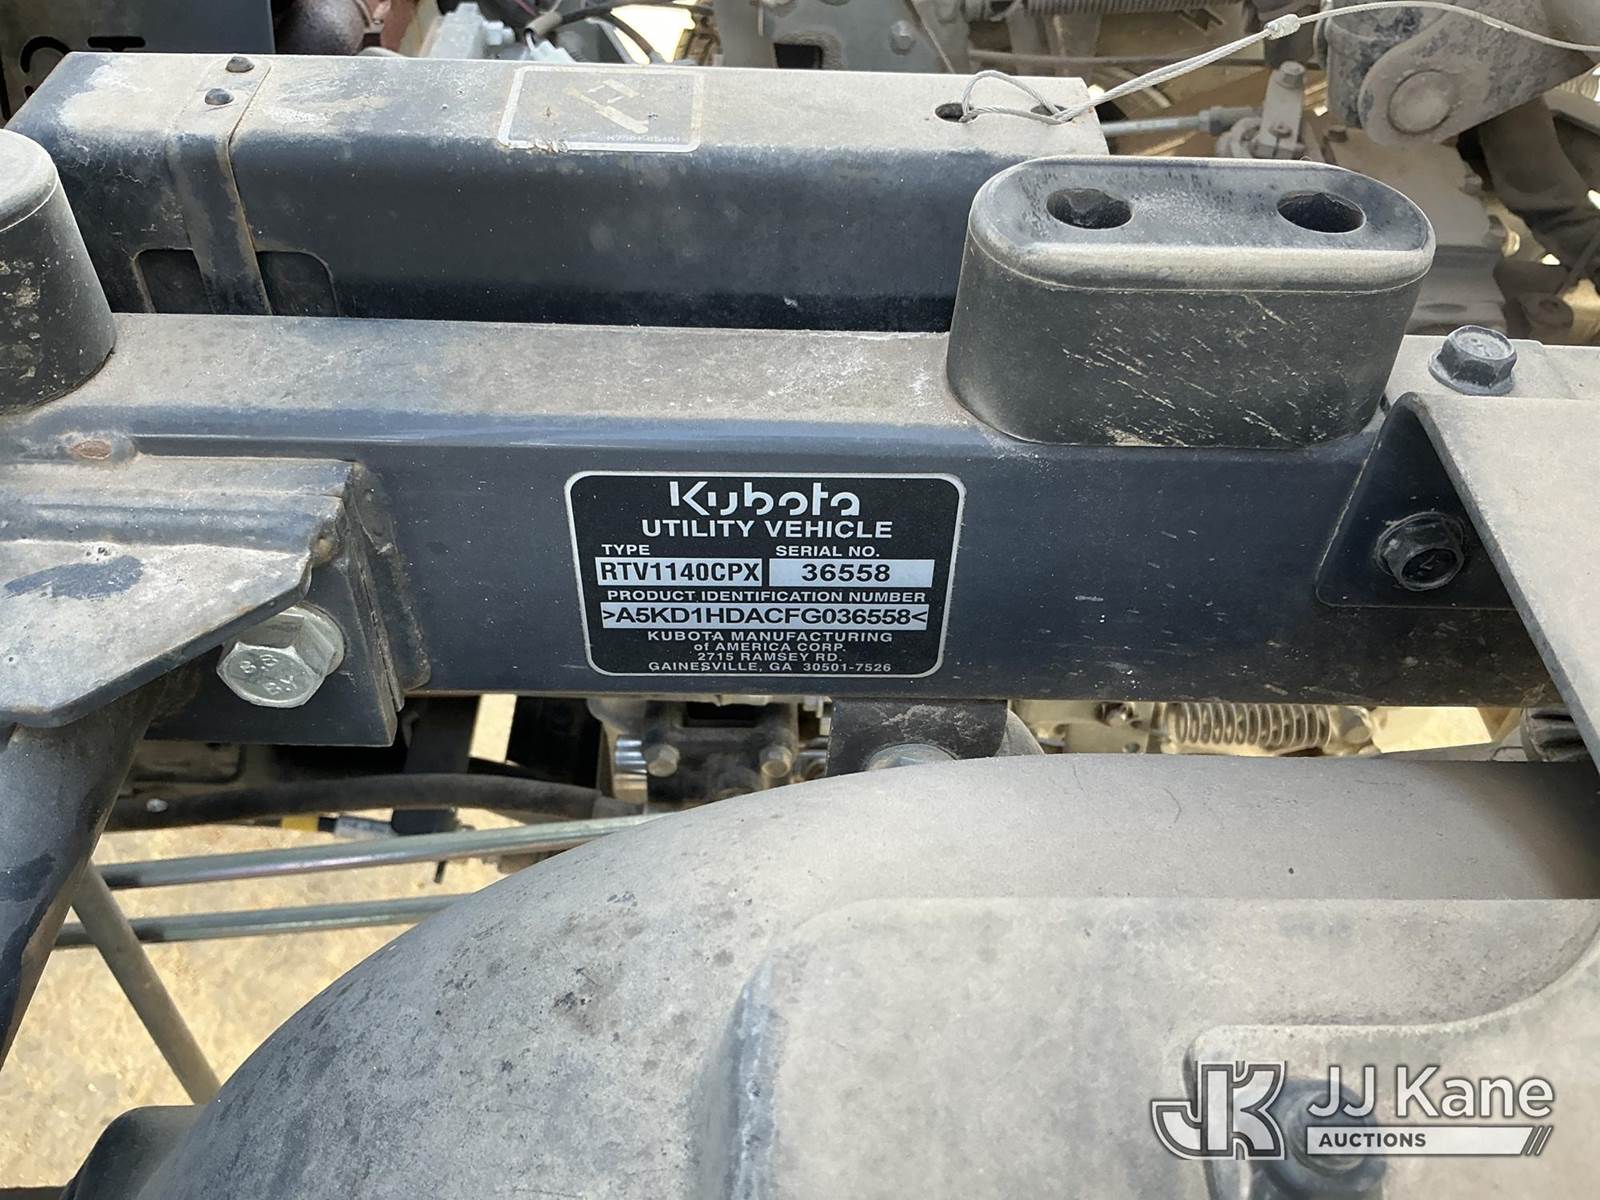 Kubota
UTILITY VEHICLE
TYPE SERIAL NO.
RTV1140CPX 36558
PRODUCT IDENTIFICATION NUMBER
>A5KD1HDACFG036558<
KUBOTA MANUFACTURING
of AMERICA CORP.
2715 RAMSEY RD.
GAINESVILLE, GA 30501-7526
JJ Kane
AUCTIONS